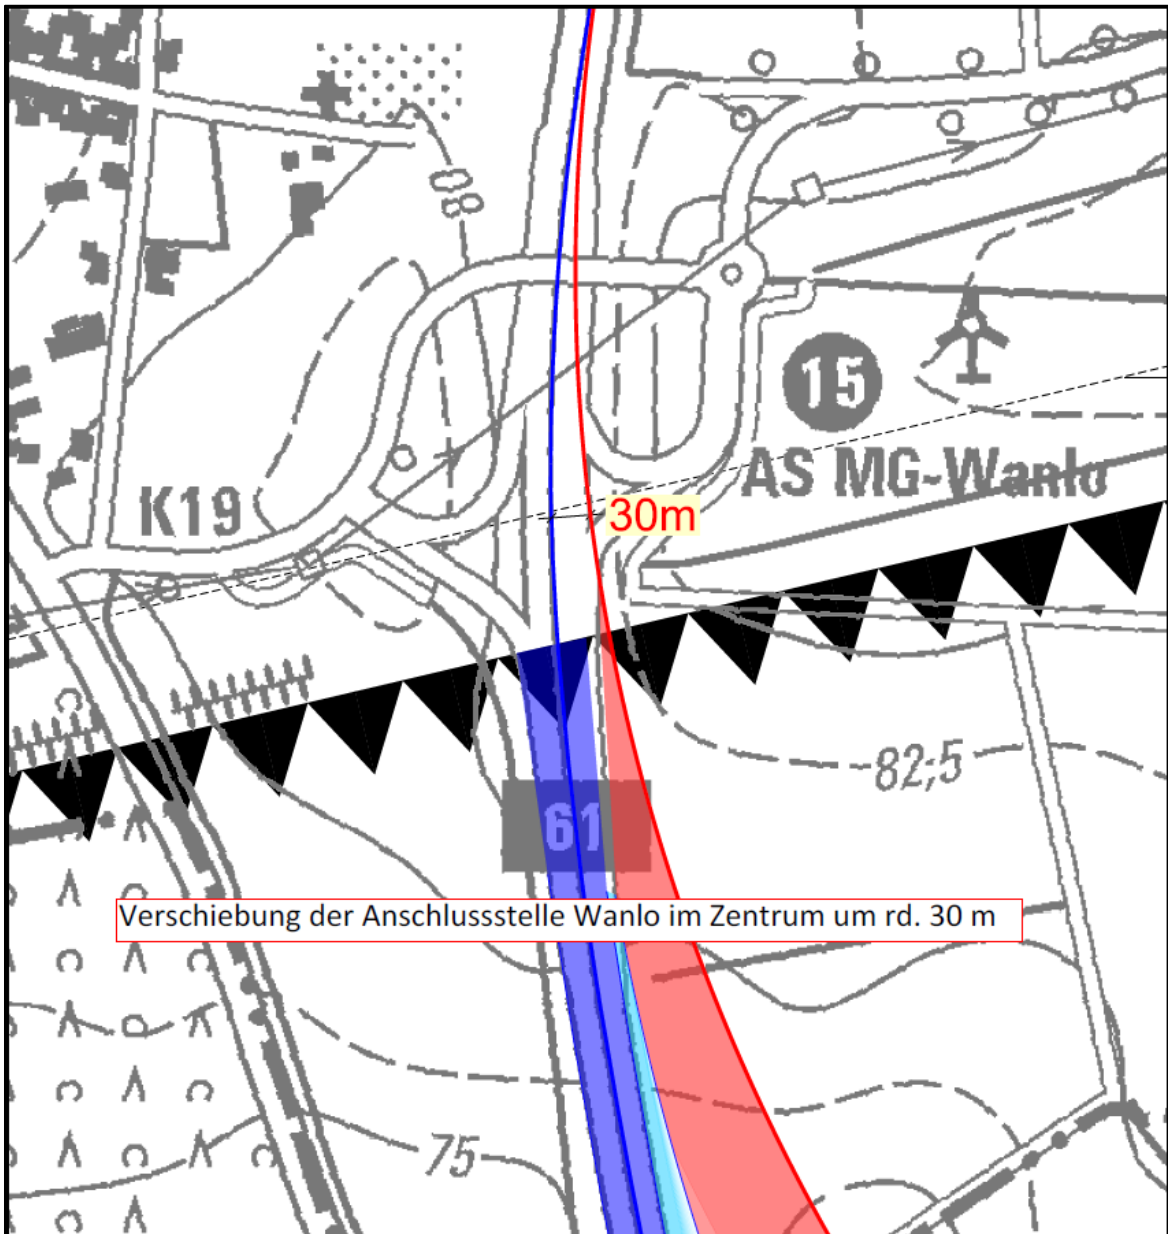 80
15
AS MG-Wanlo
K19
30m
82;5
61
Verschiebung der Anschlussstelle Wanlo im Zentrum um rd. 30 m
75